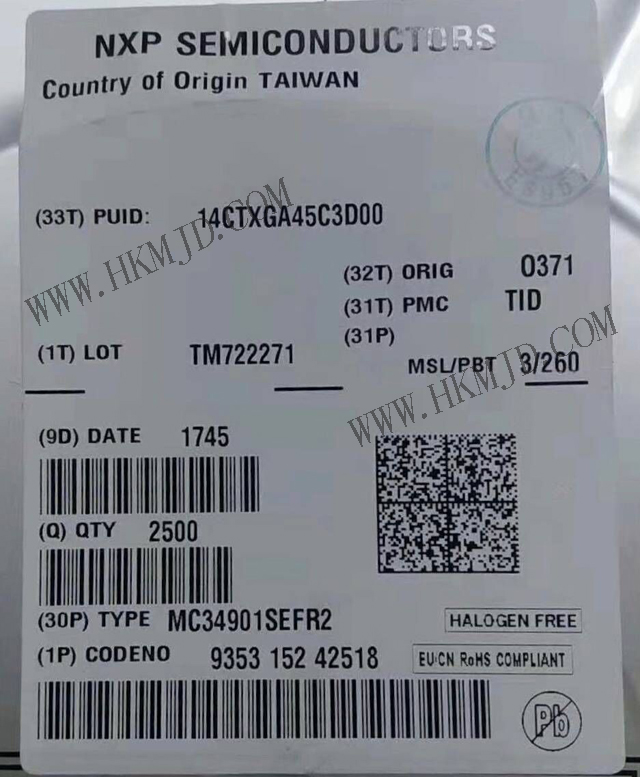 NXP SEMICONDUCTORS
Country of Origin TAIWAN
(33T) PUID: 14CTXGA45C3D00
WWW.HKMJD.COM
(32T) ORIG 0371
(31T) PMC TID
(31P)
(1T) LOT TM722271
MSL/PBT 3/260
WWW.HKMJD.COM
(9D) DATE 1745
(Q) QTY 2500
(30P) TYPE MC34901SEFR2
HALOGEN FREE
(1P) CODENO 9353 152 42518
EU/CN RoHS COMPLIANT
Pb